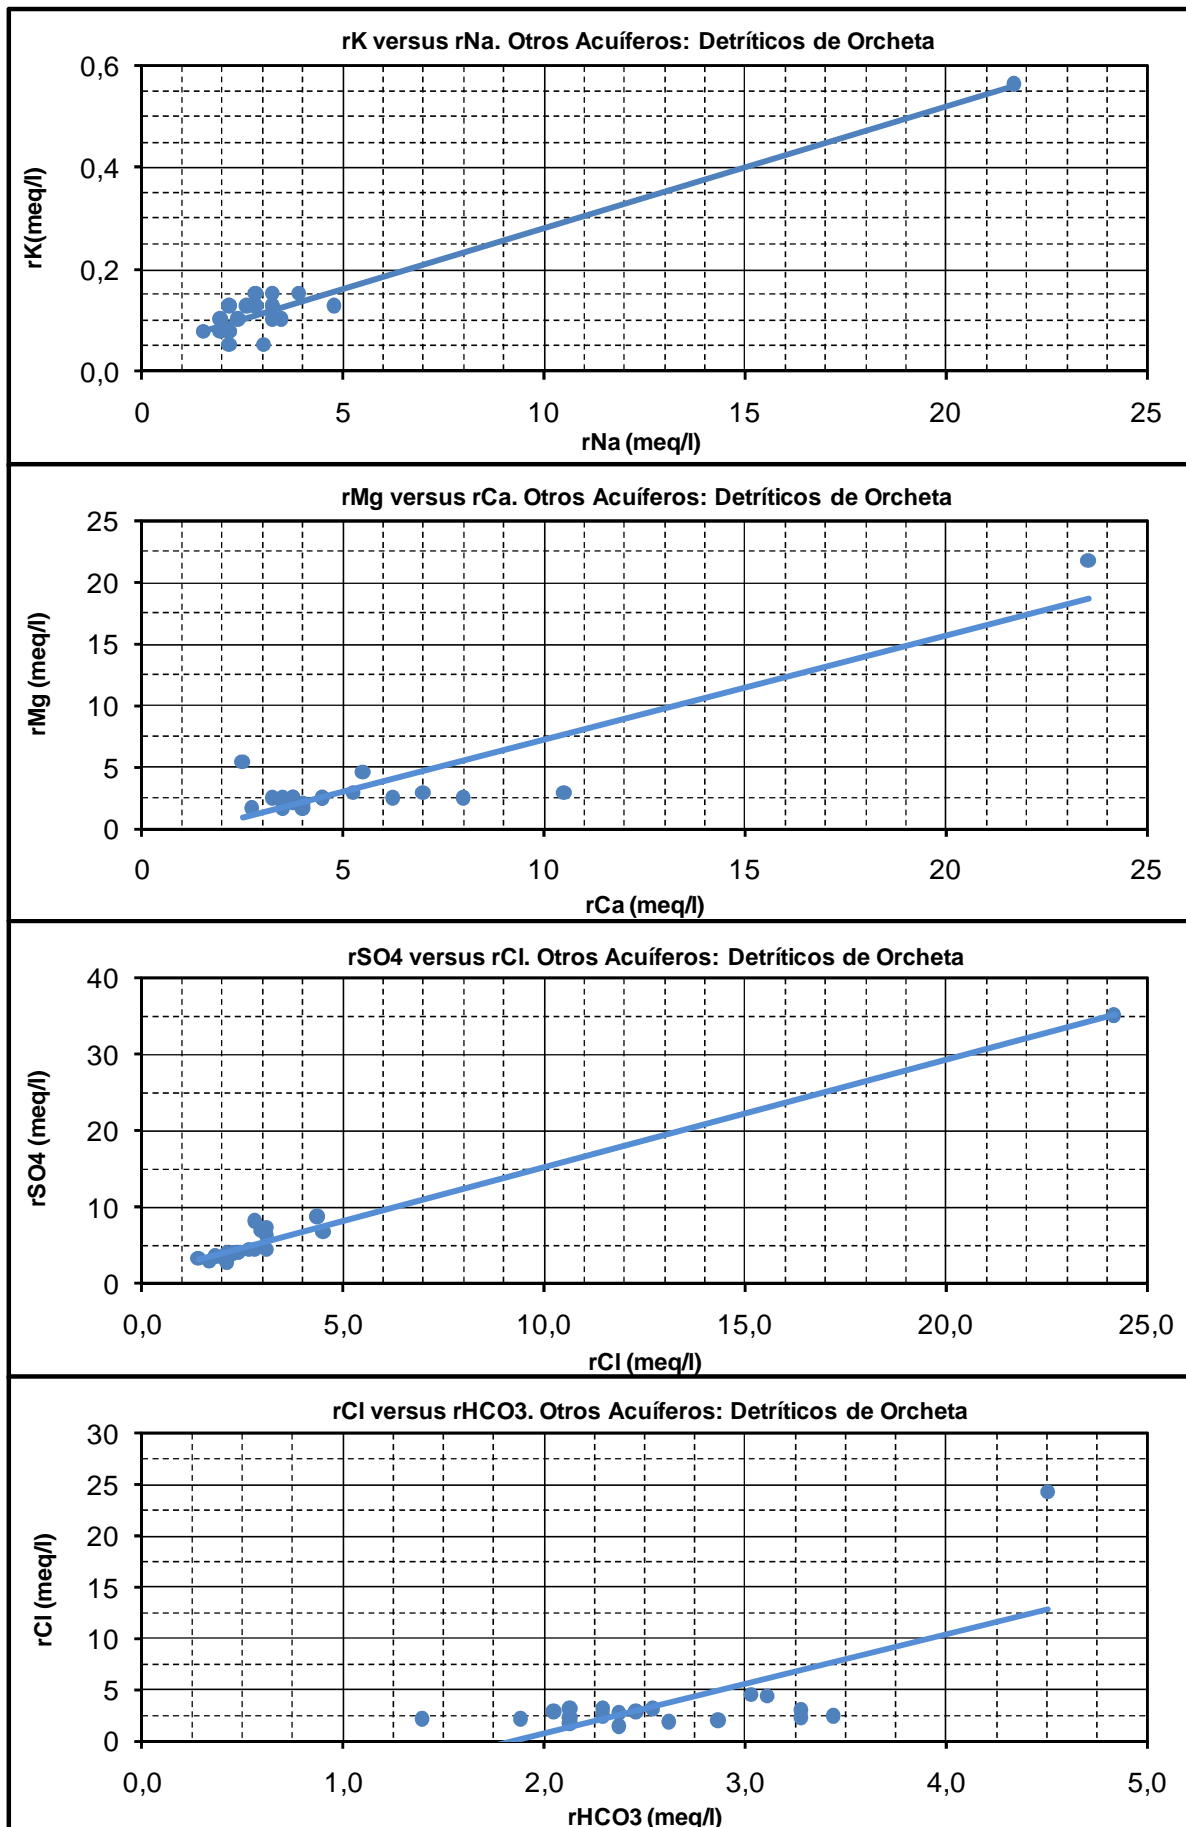 rK versus rNa. Otros Acuíferos: Detríticos de Orcheta
0,6
0,4
0,2
0,0
rK(meq/l)
0 5 10 15 20 25
rNa (meq/l)
rMg versus rCa. Otros Acuíferos: Detríticos de Orcheta
25
20
15
10
5
0
rMg (meq/l)
0 5 10 15 20 25
rCa (meq/l)
rSO4 versus rCl. Otros Acuíferos: Detríticos de Orcheta
40
30
20
10
0
rSO4 (meq/l)
0,0 5,0 10,0 15,0 20,0 25,0
rCl (meq/l)
rCl versus rHCO3. Otros Acuíferos: Detríticos de Orcheta
30
25
20
15
10
5
0
rCl (meq/l)
0,0 1,0 2,0 3,0 4,0 5,0
rHCO3 (meq/l)